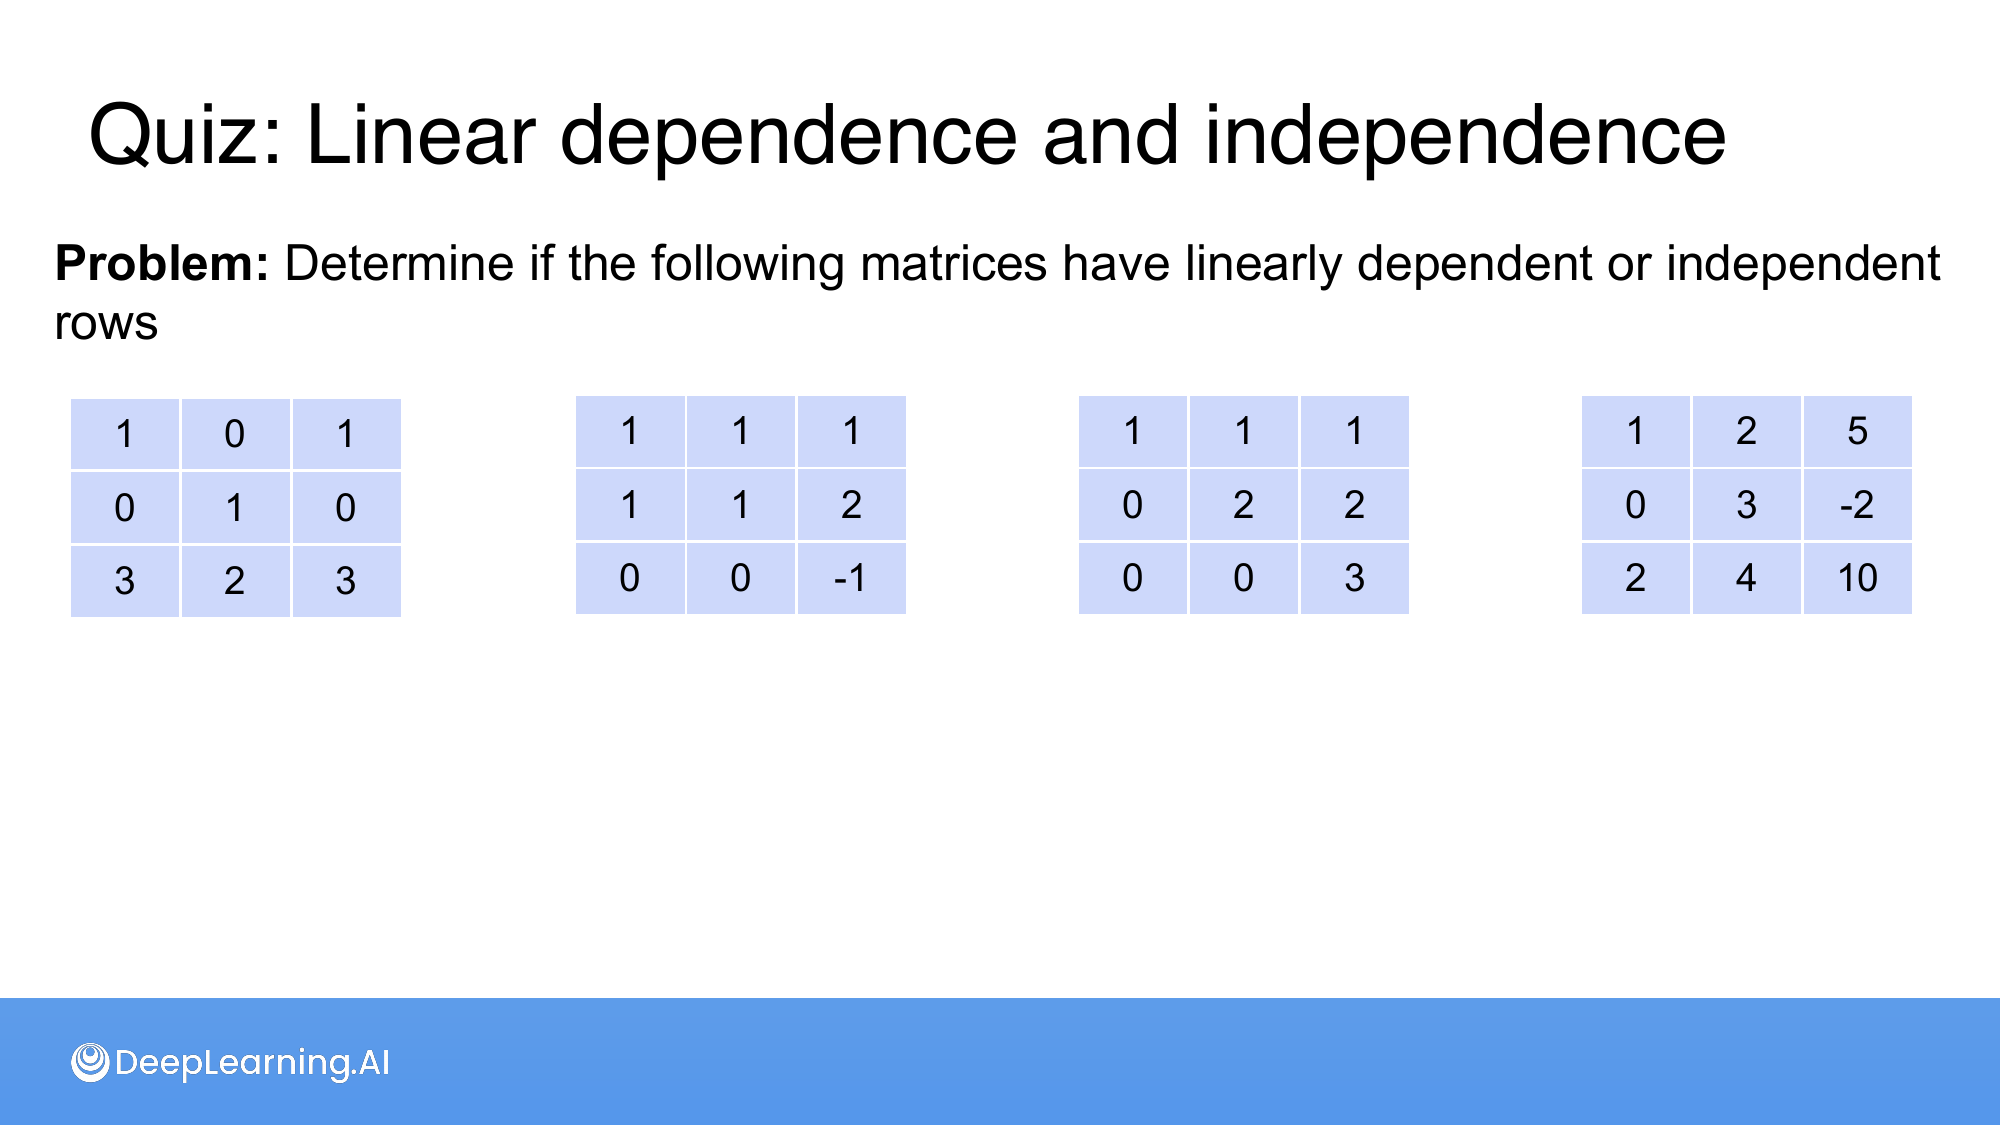 Quiz: Linear dependence and independence
Problem: Determine if the following matrices have linearly dependent or independent
rows
1 0 1
0 1 0
3 2 3
1 1 1
1 1 2
0 0 -1
1 1 1
0 2 2
0 0 3
1 2 5
0 3 -2
2 4 10
DeepLearning.AI